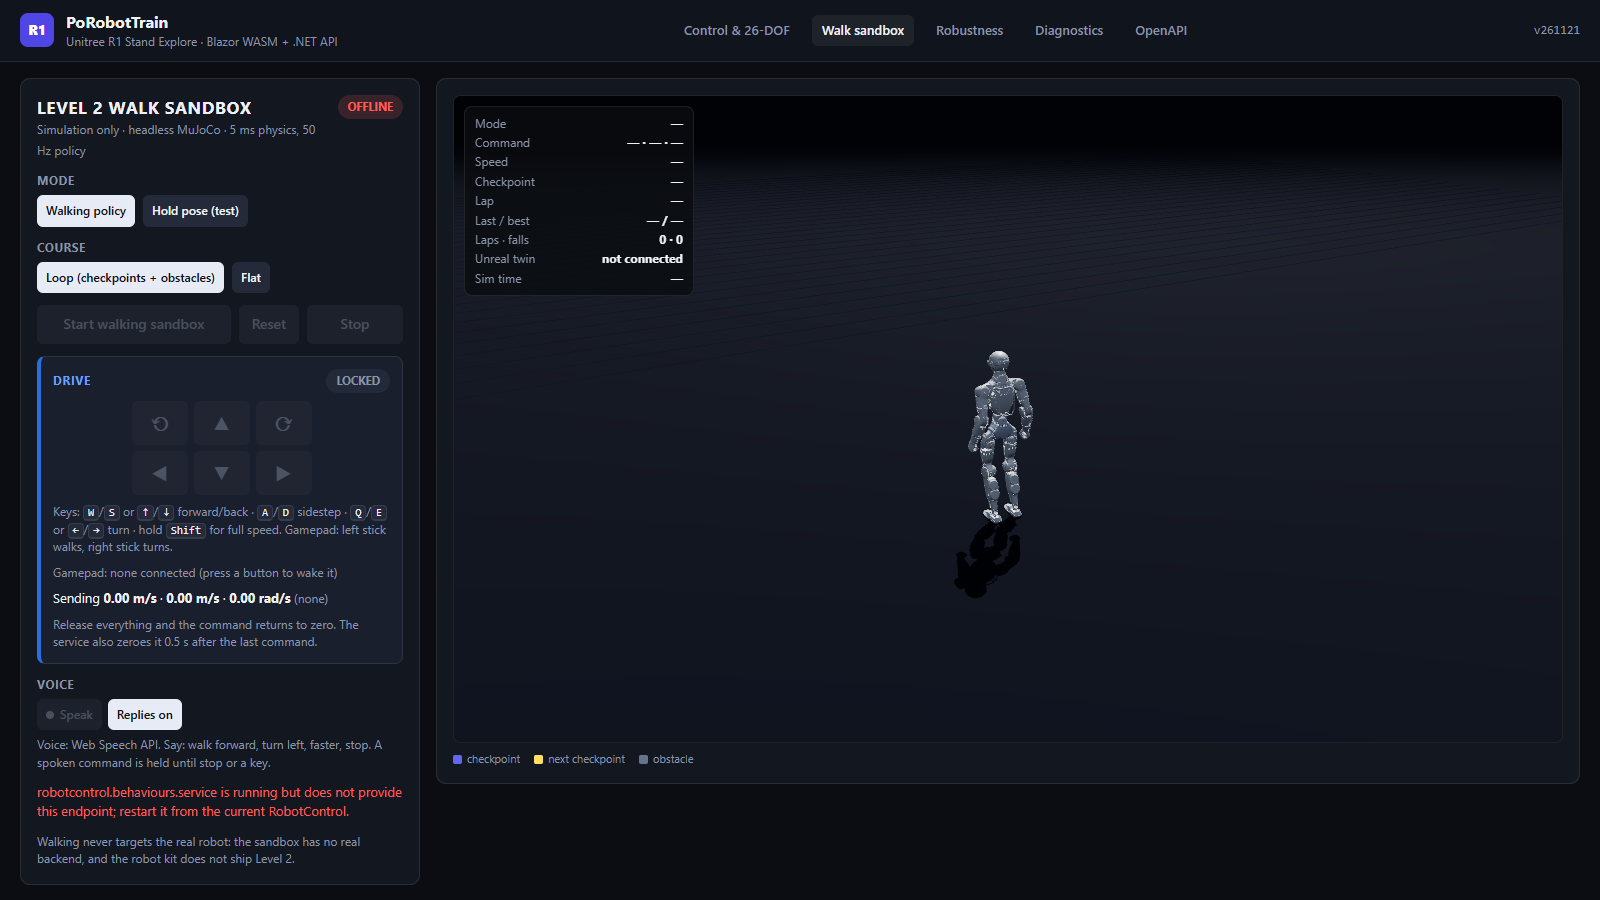 R1
PoRobotTrain
Unitree R1 Stand Explore · Blazor WASM + .NET API
Control & 26-DOF
Walk sandbox
Robustness
Diagnostics
OpenAPI
v261121
LEVEL 2 WALK SANDBOX
OFFLINE
Simulation only · headless MuJoCo · 5 ms physics, 50
Hz policy
MODE
Walking policy
Hold pose (test)
COURSE
Loop (checkpoints + obstacles)
Flat
Start walking sandbox
Reset
Stop
DRIVE
LOCKED
Keys: W/S or ↑/↓ forward/back · A/D sidestep · Q/E
or ←/→ turn · hold Shift for full speed. Gamepad: left stick
walks, right stick turns.
Gamepad: none connected (press a button to wake it)
Sending 0.00 m/s · 0.00 m/s · 0.00 rad/s (none)
Release everything and the command returns to zero. The
service also zeroes it 0.5 s after the last command.
VOICE
Speak
Replies on
Voice: Web Speech API. Say: walk forward, turn left, faster, stop. A
spoken command is held until stop or a key.
robotcontrol.behaviours.service is running but does not provide
this endpoint; restart it from the current RobotControl.
Walking never targets the real robot: the sandbox has no real
backend, and the robot kit does not ship Level 2.
Mode —
Command — · — · —
Speed —
Checkpoint —
Lap —
Last / best — / —
Laps · falls 0 · 0
Unreal twin not connected
Sim time —
checkpoint
next checkpoint
obstacle